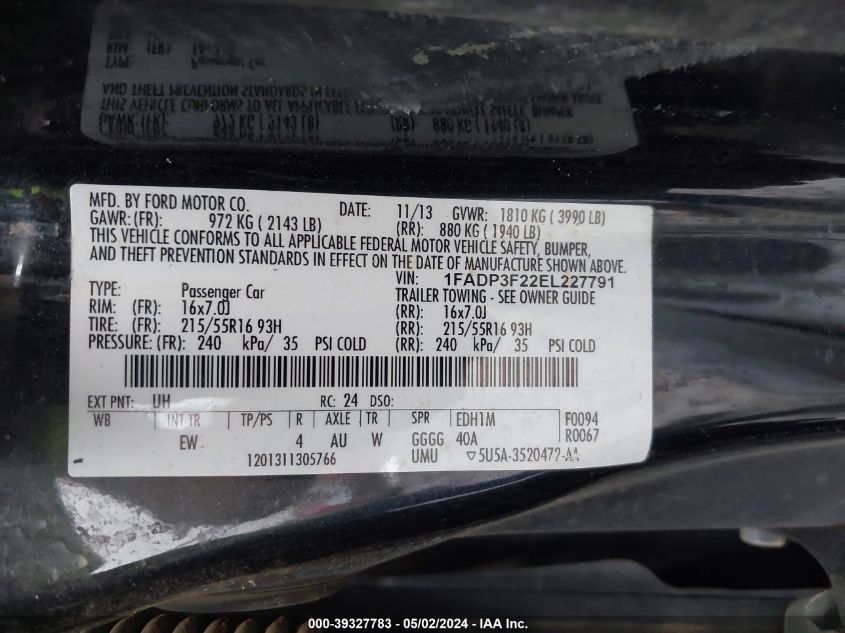 MFD. BY FORD MOTOR CO. DATE: 11/13 GVWR: 1810 KG ( 3990 LB)
GAWR: (FR): 972 KG ( 2143 LB) (RR): 880 KG ( 1940 LB)
THIS VEHICLE CONFORMS TO ALL APPLICABLE FEDERAL MOTOR VEHICLE SAFETY, BUMPER,
AND THEFT PREVENTION STANDARDS IN EFFECT ON THE DATE OF MANUFACTURE SHOWN ABOVE.
VIN: 1FADP3F22EL227791
TYPE: Passenger Car TRAILER TOWING - SEE OWNER GUIDE
RIM: (FR): 16x7.0J (RR): 16x7.0J
TIRE: (FR): 215/55R16 93H (RR): 215/55R16 93H
PRESSURE: (FR): 240 kPa/ 35 PSI COLD (RR): 240 kPa/ 35 PSI COLD
EXT PNT: UH RC: 24 DSO:
WB INT TR TP/PS R AXLE TR SPR EDH1M F0094
EW 4 AU W GGGG 40A R0067
1201311305766 UMU ▽5U5A-3520472-AA
000-39327783 - 05/02/2024 - IAA Inc.